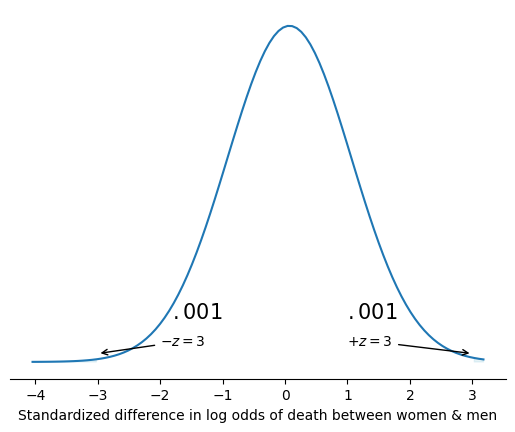 .001 .001
−z = 3 +z = 3
−4 −3 −2 −1 0 1 2 3
Standardized difference in log odds of death between women & men